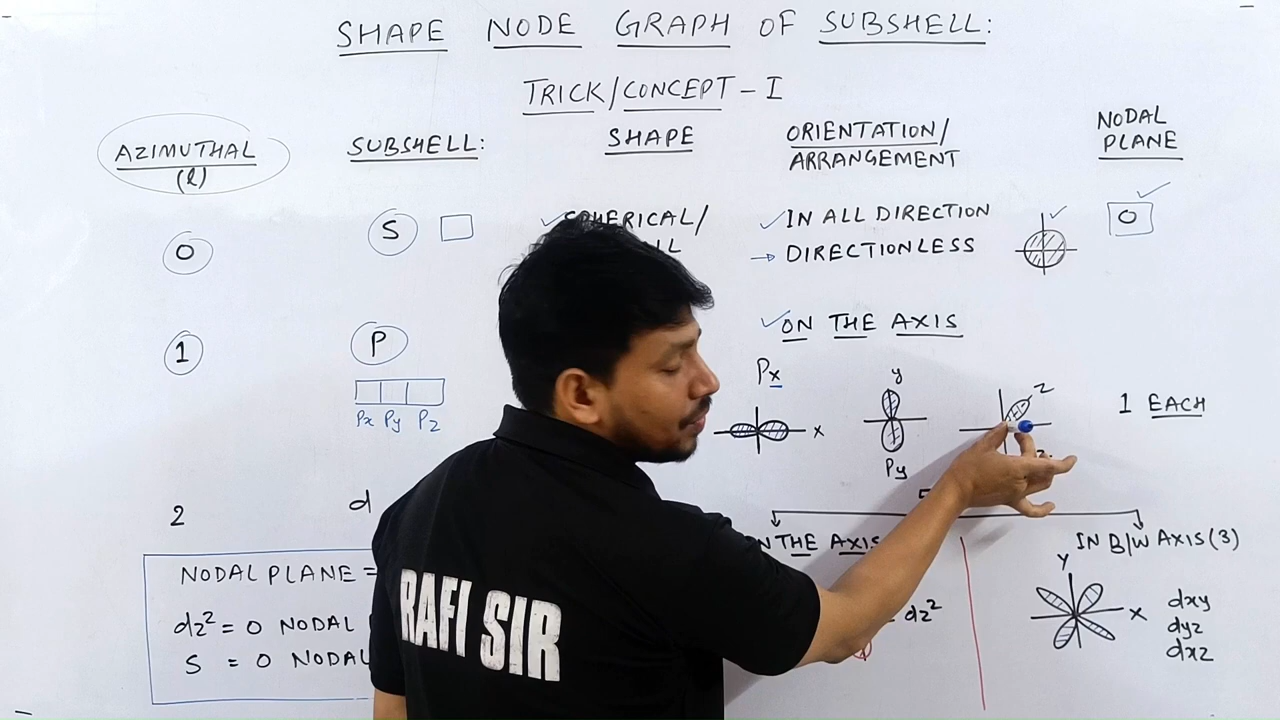 SHAPE NODE GRAPH OF SUBSHELL:
TRICK/CONCEPT - I
AZIMUTHAL (l)
SUBSHELL:
SHAPE
ORIENTATION/
ARRANGEMENT
NODAL
PLANE
0
S
SPHERICAL/
IN ALL DIRECTION
→ DIRECTIONLESS
0
1
P
Px Py Pz
ON THE AXIS
Px
x
y
Py
z
1 EACH
2
d
THE AXIS
IN B/W AXIS (3)
dz²
Y
X
dxy
dyz
dxz
NODAL PLANE =
dz² = 0 NODAL
S = 0 NODAL
RAFI SIR